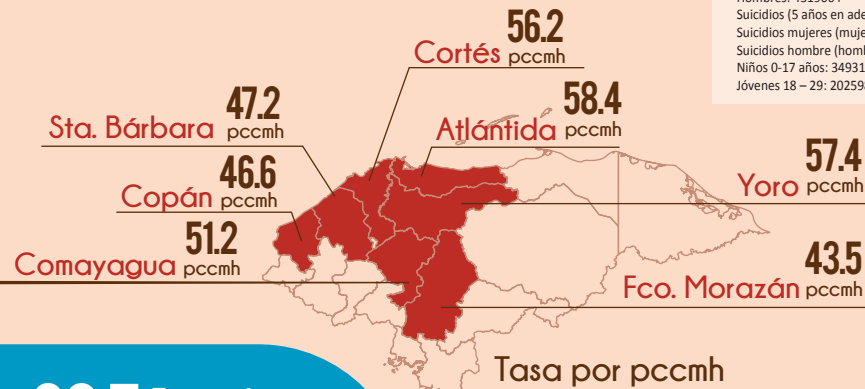 Suicidios (5 años en ade
Suicidios mujeres (muje
Suicidios hombre (homb
Niños 0-17 años: 34931
Jóvenes 18 – 29: 202598
56.2
Cortés pccmh
47.2
Sta. Bárbara pccmh
58.4
Atlántida pccmh
46.6
Copán pccmh
57.4
Yoro pccmh
51.2
Comayagua pccmh
43.5
Fco. Morazán pccmh
Tasa por pccmh